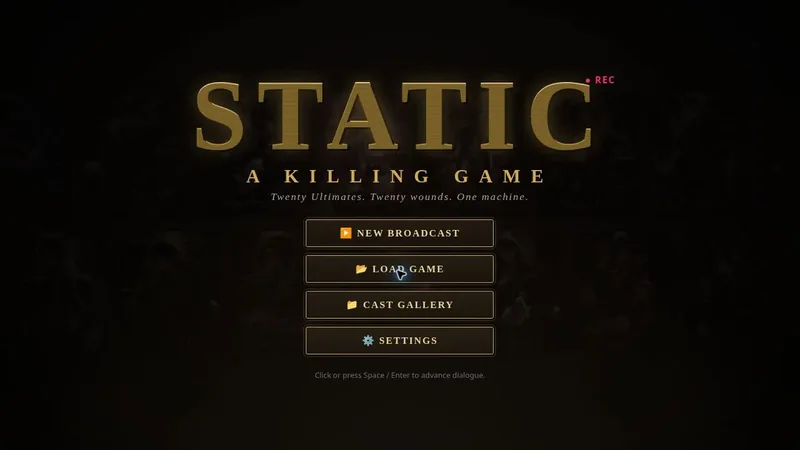 ● REC
STATIC
A KILLING GAME
Twenty Ultimates. Twenty wounds. One machine.
▶️ NEW BROADCAST
📂 LOAD GAME
📁 CAST GALLERY
⚙️ SETTINGS
Click or press Space / Enter to advance dialogue.